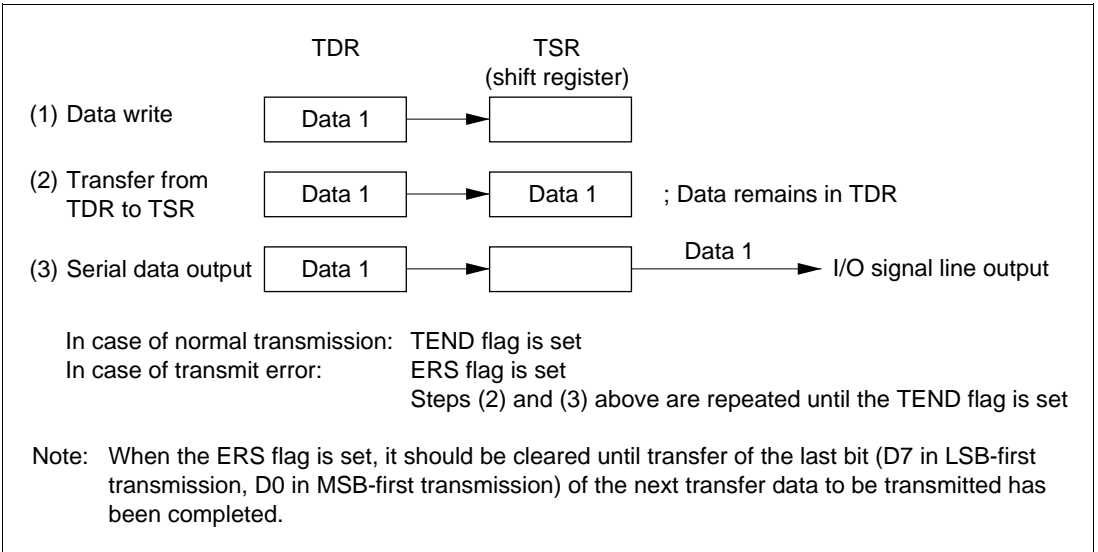 TDR TSR
(shift register)
(1) Data write Data 1
(2) Transfer from
TDR to TSR Data 1 Data 1 ; Data remains in TDR
(3) Serial data output Data 1 Data 1 I/O signal line output
In case of normal transmission: TEND flag is set
In case of transmit error: ERS flag is set
Steps (2) and (3) above are repeated until the TEND flag is set
Note: When the ERS flag is set, it should be cleared until transfer of the last bit (D7 in LSB-first
transmission, D0 in MSB-first transmission) of the next transfer data to be transmitted has
been completed.